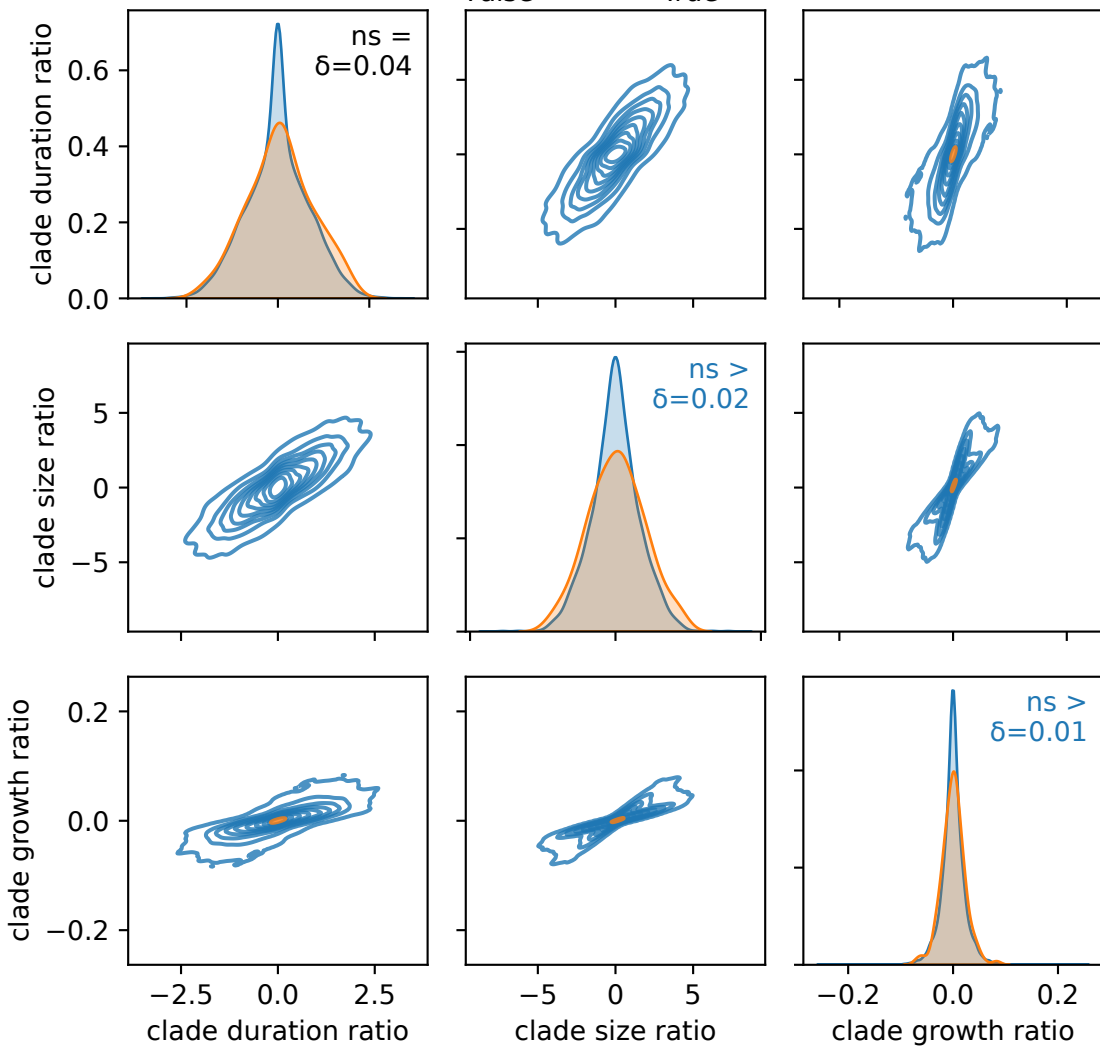 clade duration ratio
0.6
0.4
0.2
0.0
ns =
δ=0.04
clade size ratio
5
0
−5
ns >
δ=0.02
clade growth ratio
0.2
0.0
−0.2
ns >
δ=0.01
−2.5 0.0 2.5
−5 0 5
−0.2 0.0 0.2
clade duration ratio
clade size ratio
clade growth ratio